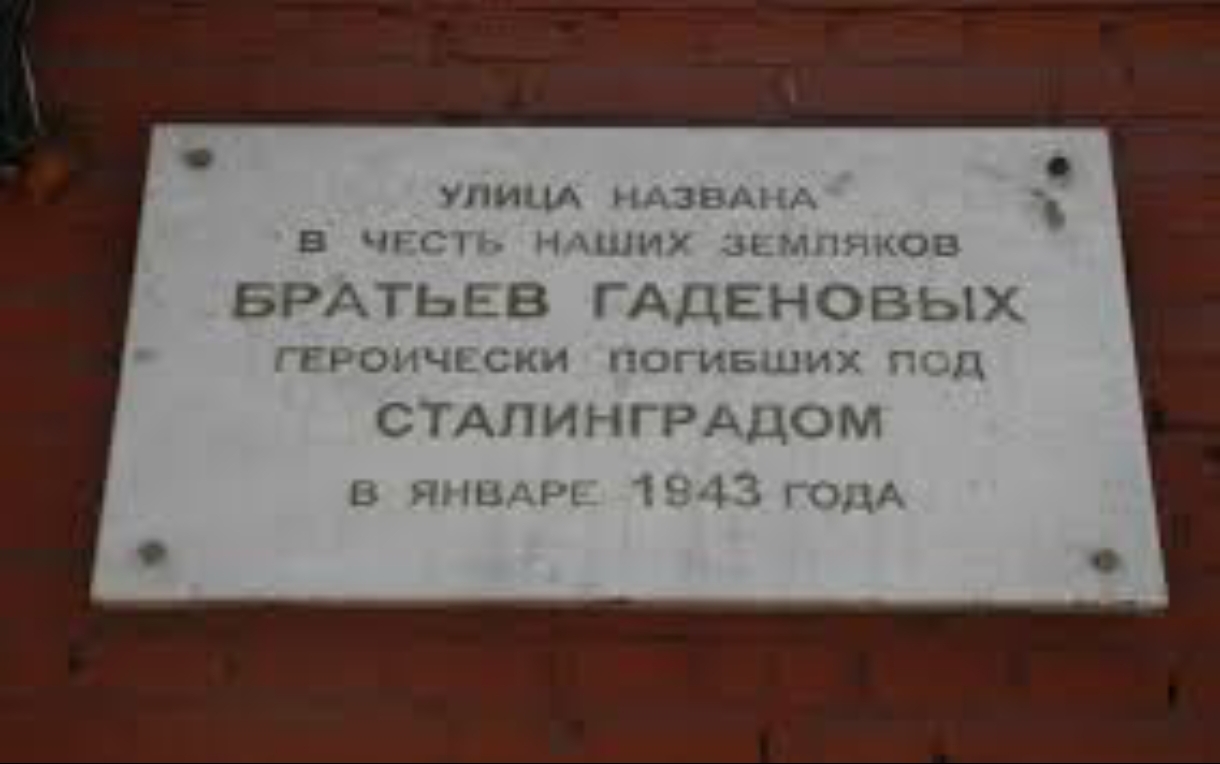 УЛИЦА НАЗВАНА
В ЧЕСТЬ НАШИХ ЗЕМЛЯКОВ
БРАТЬЕВ ГАДЕНОВЫХ
ГЕРОИЧЕСКИ ПОГИБШИХ ПОД
СТАЛИНГРАДОМ
В ЯНВАРЕ 1943 ГОДА